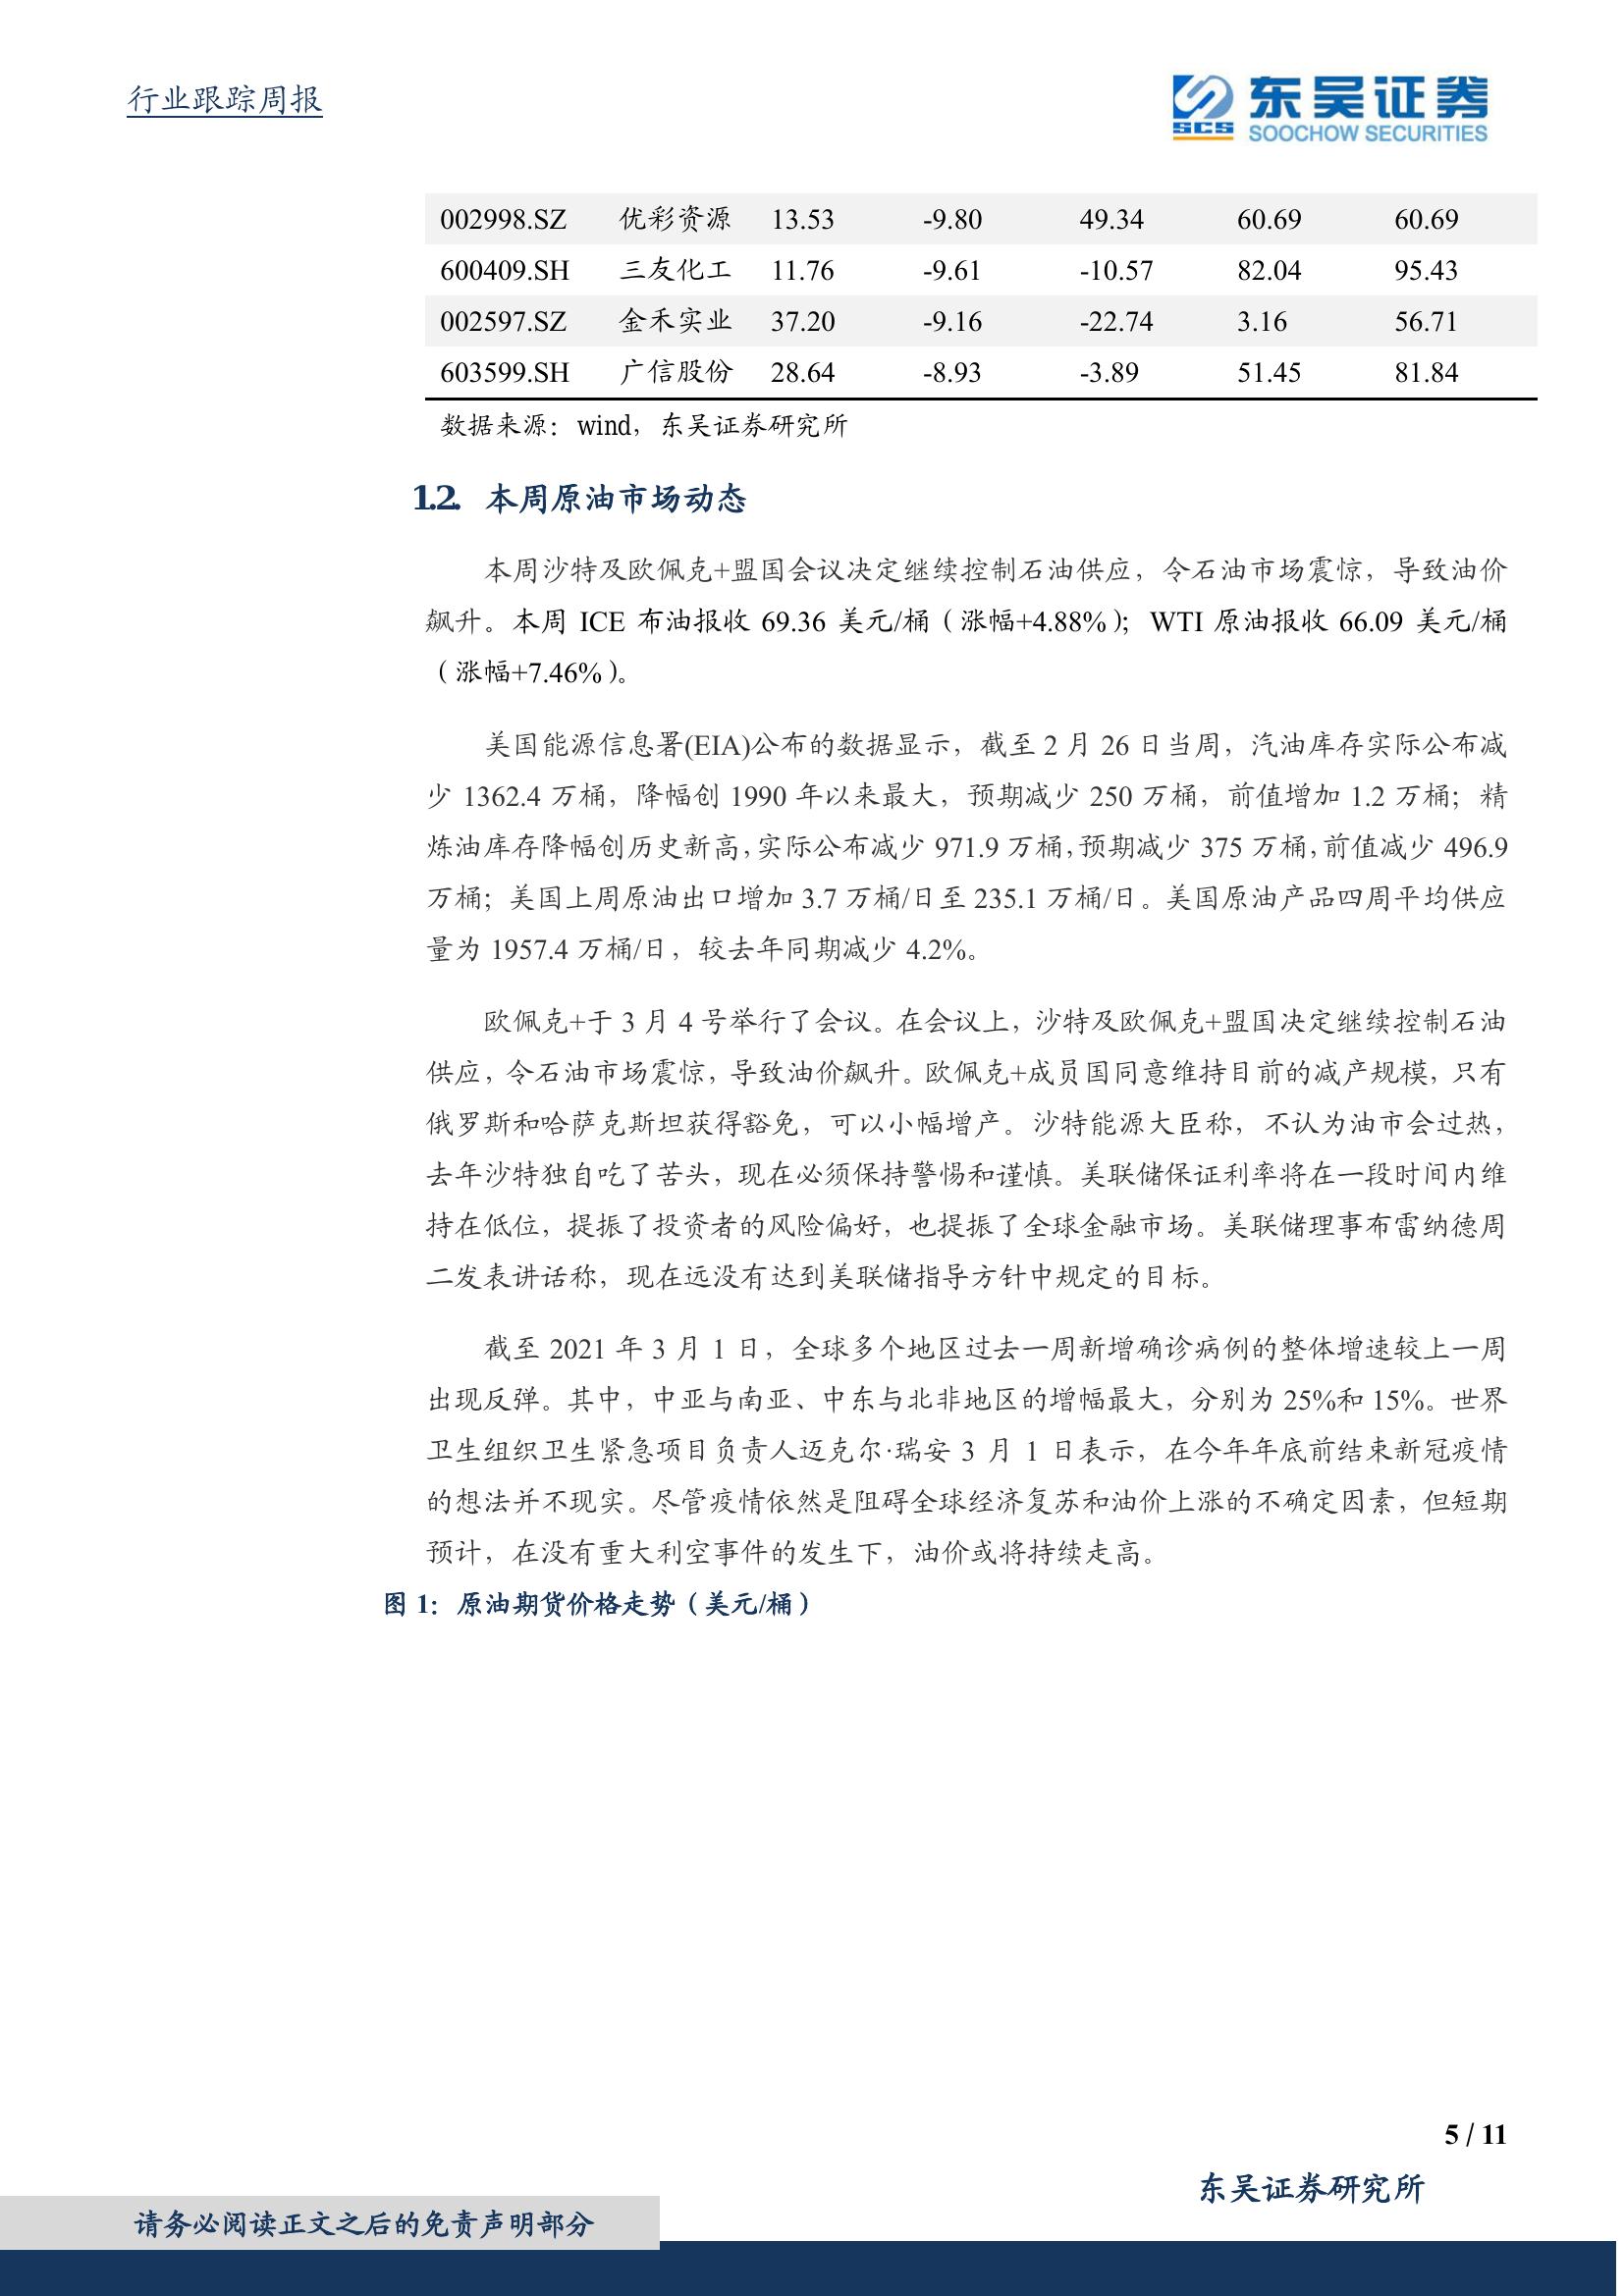 行业跟踪周报
SCS 东吴证券
SOOCHOW SECURITIES
002998.SZ 优彩资源 13.53 -9.80 49.34 60.69 60.69
600409.SH 三友化工 11.76 -9.61 -10.57 82.04 95.43
002597.SZ 金禾实业 37.20 -9.16 -22.74 3.16 56.71
603599.SH 广信股份 28.64 -8.93 -3.89 51.45 81.84
数据来源：wind，东吴证券研究所
1.2. 本周原油市场动态
本周沙特及欧佩克+盟国会议决定继续控制石油供应，令石油市场震惊，导致油价
飙升。本周 ICE 布油报收 69.36 美元/桶（涨幅+4.88%）；WTI 原油报收 66.09 美元/桶
（涨幅+7.46%）。
美国能源信息署(EIA)公布的数据显示，截至 2 月 26 日当周，汽油库存实际公布减
少 1362.4 万桶，降幅创 1990 年以来最大，预期减少 250 万桶，前值增加 1.2 万桶；精
炼油库存降幅创历史新高，实际公布减少 971.9 万桶，预期减少 375 万桶，前值减少 496.9
万桶；美国上周原油出口增加 3.7 万桶/日至 235.1 万桶/日。美国原油产品四周平均供应
量为 1957.4 万桶/日，较去年同期减少 4.2%。
欧佩克+于 3 月 4 号举行了会议。在会议上，沙特及欧佩克+盟国决定继续控制石油
供应，令石油市场震惊，导致油价飙升。欧佩克+成员国同意维持目前的减产规模，只有
俄罗斯和哈萨克斯坦获得豁免，可以小幅增产。沙特能源大臣称，不认为油市会过热，
去年沙特独自吃了苦头，现在必须保持警惕和谨慎。美联储保证利率将在一段时间内维
持在低位，提振了投资者的风险偏好，也提振了全球金融市场。美联储理事布雷纳德周
二发表讲话称，现在远没有达到美联储指导方针中规定的目标。
截至 2021 年 3 月 1 日，全球多个地区过去一周新增确诊病例的整体增速较上一周
出现反弹。其中，中亚与南亚、中东与北非地区的增幅最大，分别为 25%和 15%。世界
卫生组织卫生紧急项目负责人迈克尔·瑞安 3 月 1 日表示，在今年年底前结束新冠疫情
的想法并不现实。尽管疫情依然是阻碍全球经济复苏和油价上涨的不确定因素，但短期
预计，在没有重大利空事件的发生下，油价或将持续走高。
图 1：原油期货价格走势（美元/桶）
5 / 11
东吴证券研究所
请务必阅读正文之后的免责声明部分